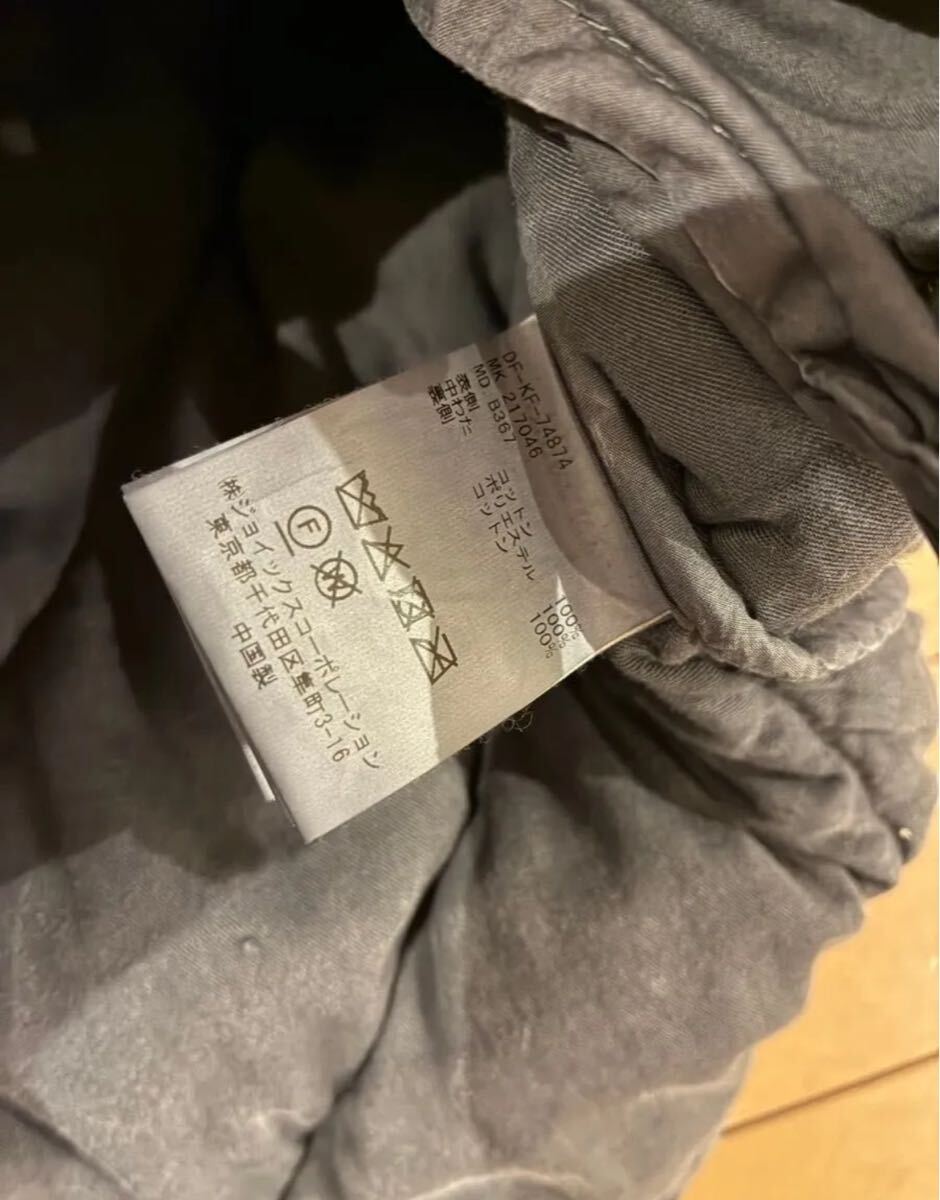 DF-KF-74874
MK 217046
MD B367
表側 コットン 100%
中わた ポリエステル 100%
裏側 コットン 100%
F
W
㈱ジョイックスコーポレーション
東京都千代田区隼町3-16
中国製